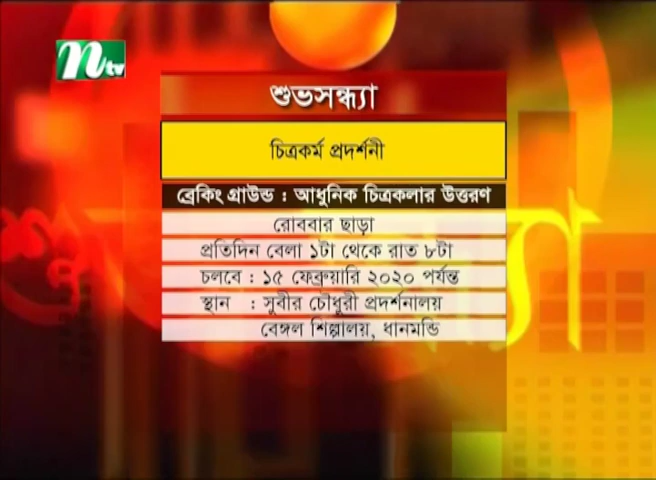 ntv
শুভসন্ধ্যা
চিত্রকর্ম প্রদর্শনী
ব্রেকিং গ্রাউন্ড : আধুনিক চিত্রকলার উত্তরণ
রোববার ছাড়া
প্রতিদিন বেলা ১টা থেকে রাত ৮টা
চলবে : ১৫ ফেব্রুয়ারি ২০২০ পর্যন্ত
স্থান : সুবীর চৌধুরী প্রদর্শনালয়
বেঙ্গল শিল্পালয়, ধানমন্ডি